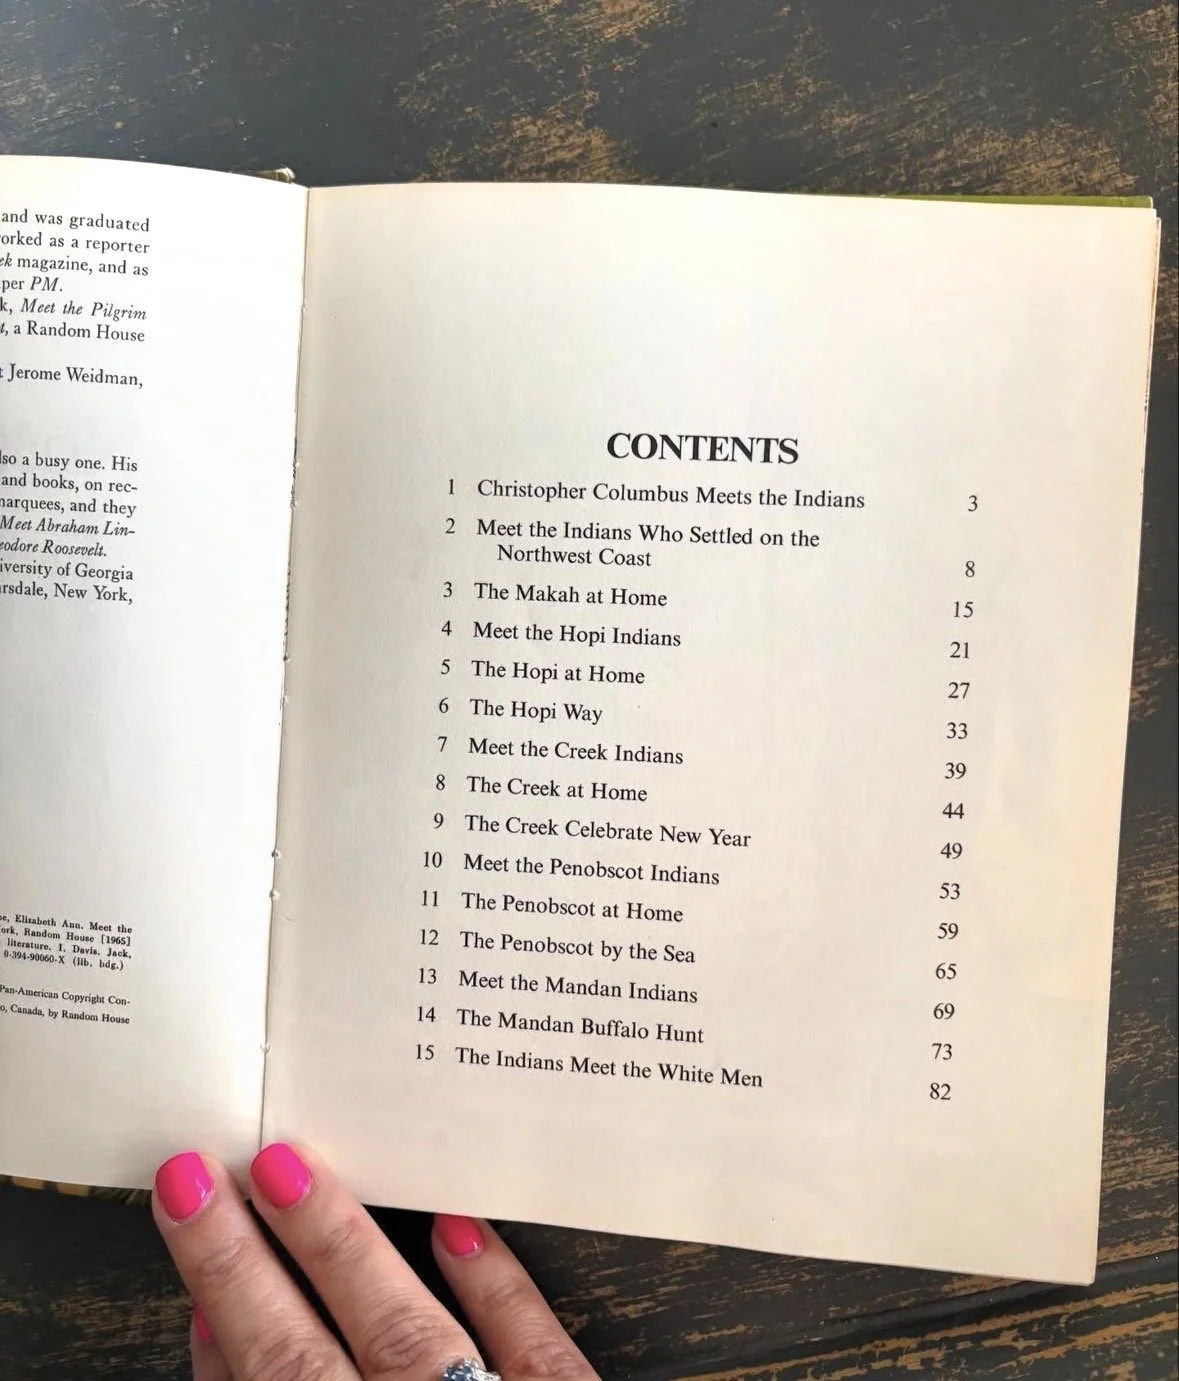 and was graduated
orked as a reporter
ek magazine, and as
per PM.
k, Meet the Pilgrim
t, a Random House
t Jerome Weidman,
lso a busy one. His
and books, on rec-
narquees, and they
Meet Abraham Lin-
eodore Roosevelt.
iversity of Georgia
arsdale, New York,
ne, Elizabeth Ann. Meet the
ork, Random House [1965]
literature. I. Davis, Jack,
0-394-90060-X (lib. bdg.)
Pan-American Copyright Con-
o, Canada, by Random House
CONTENTS
1 Christopher Columbus Meets the Indians 3
2 Meet the Indians Who Settled on the
Northwest Coast 8
3 The Makah at Home 15
4 Meet the Hopi Indians 21
5 The Hopi at Home 27
6 The Hopi Way 33
7 Meet the Creek Indians 39
8 The Creek at Home 44
9 The Creek Celebrate New Year 49
10 Meet the Penobscot Indians 53
11 The Penobscot at Home 59
12 The Penobscot by the Sea 65
13 Meet the Mandan Indians 69
14 The Mandan Buffalo Hunt 73
15 The Indians Meet the White Men 82